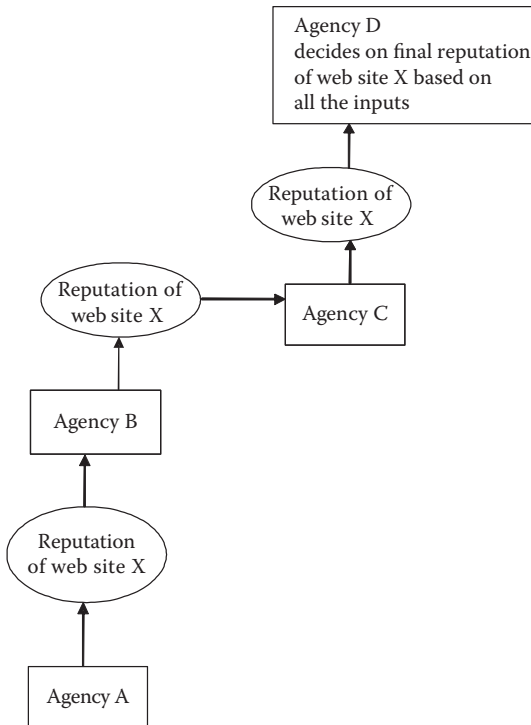 Agency D
decides on final reputation
of web site X based on
all the inputs
Reputation of
web site X
Reputation of
web site X
Agency C
Agency B
Reputation
of web site X
Agency A